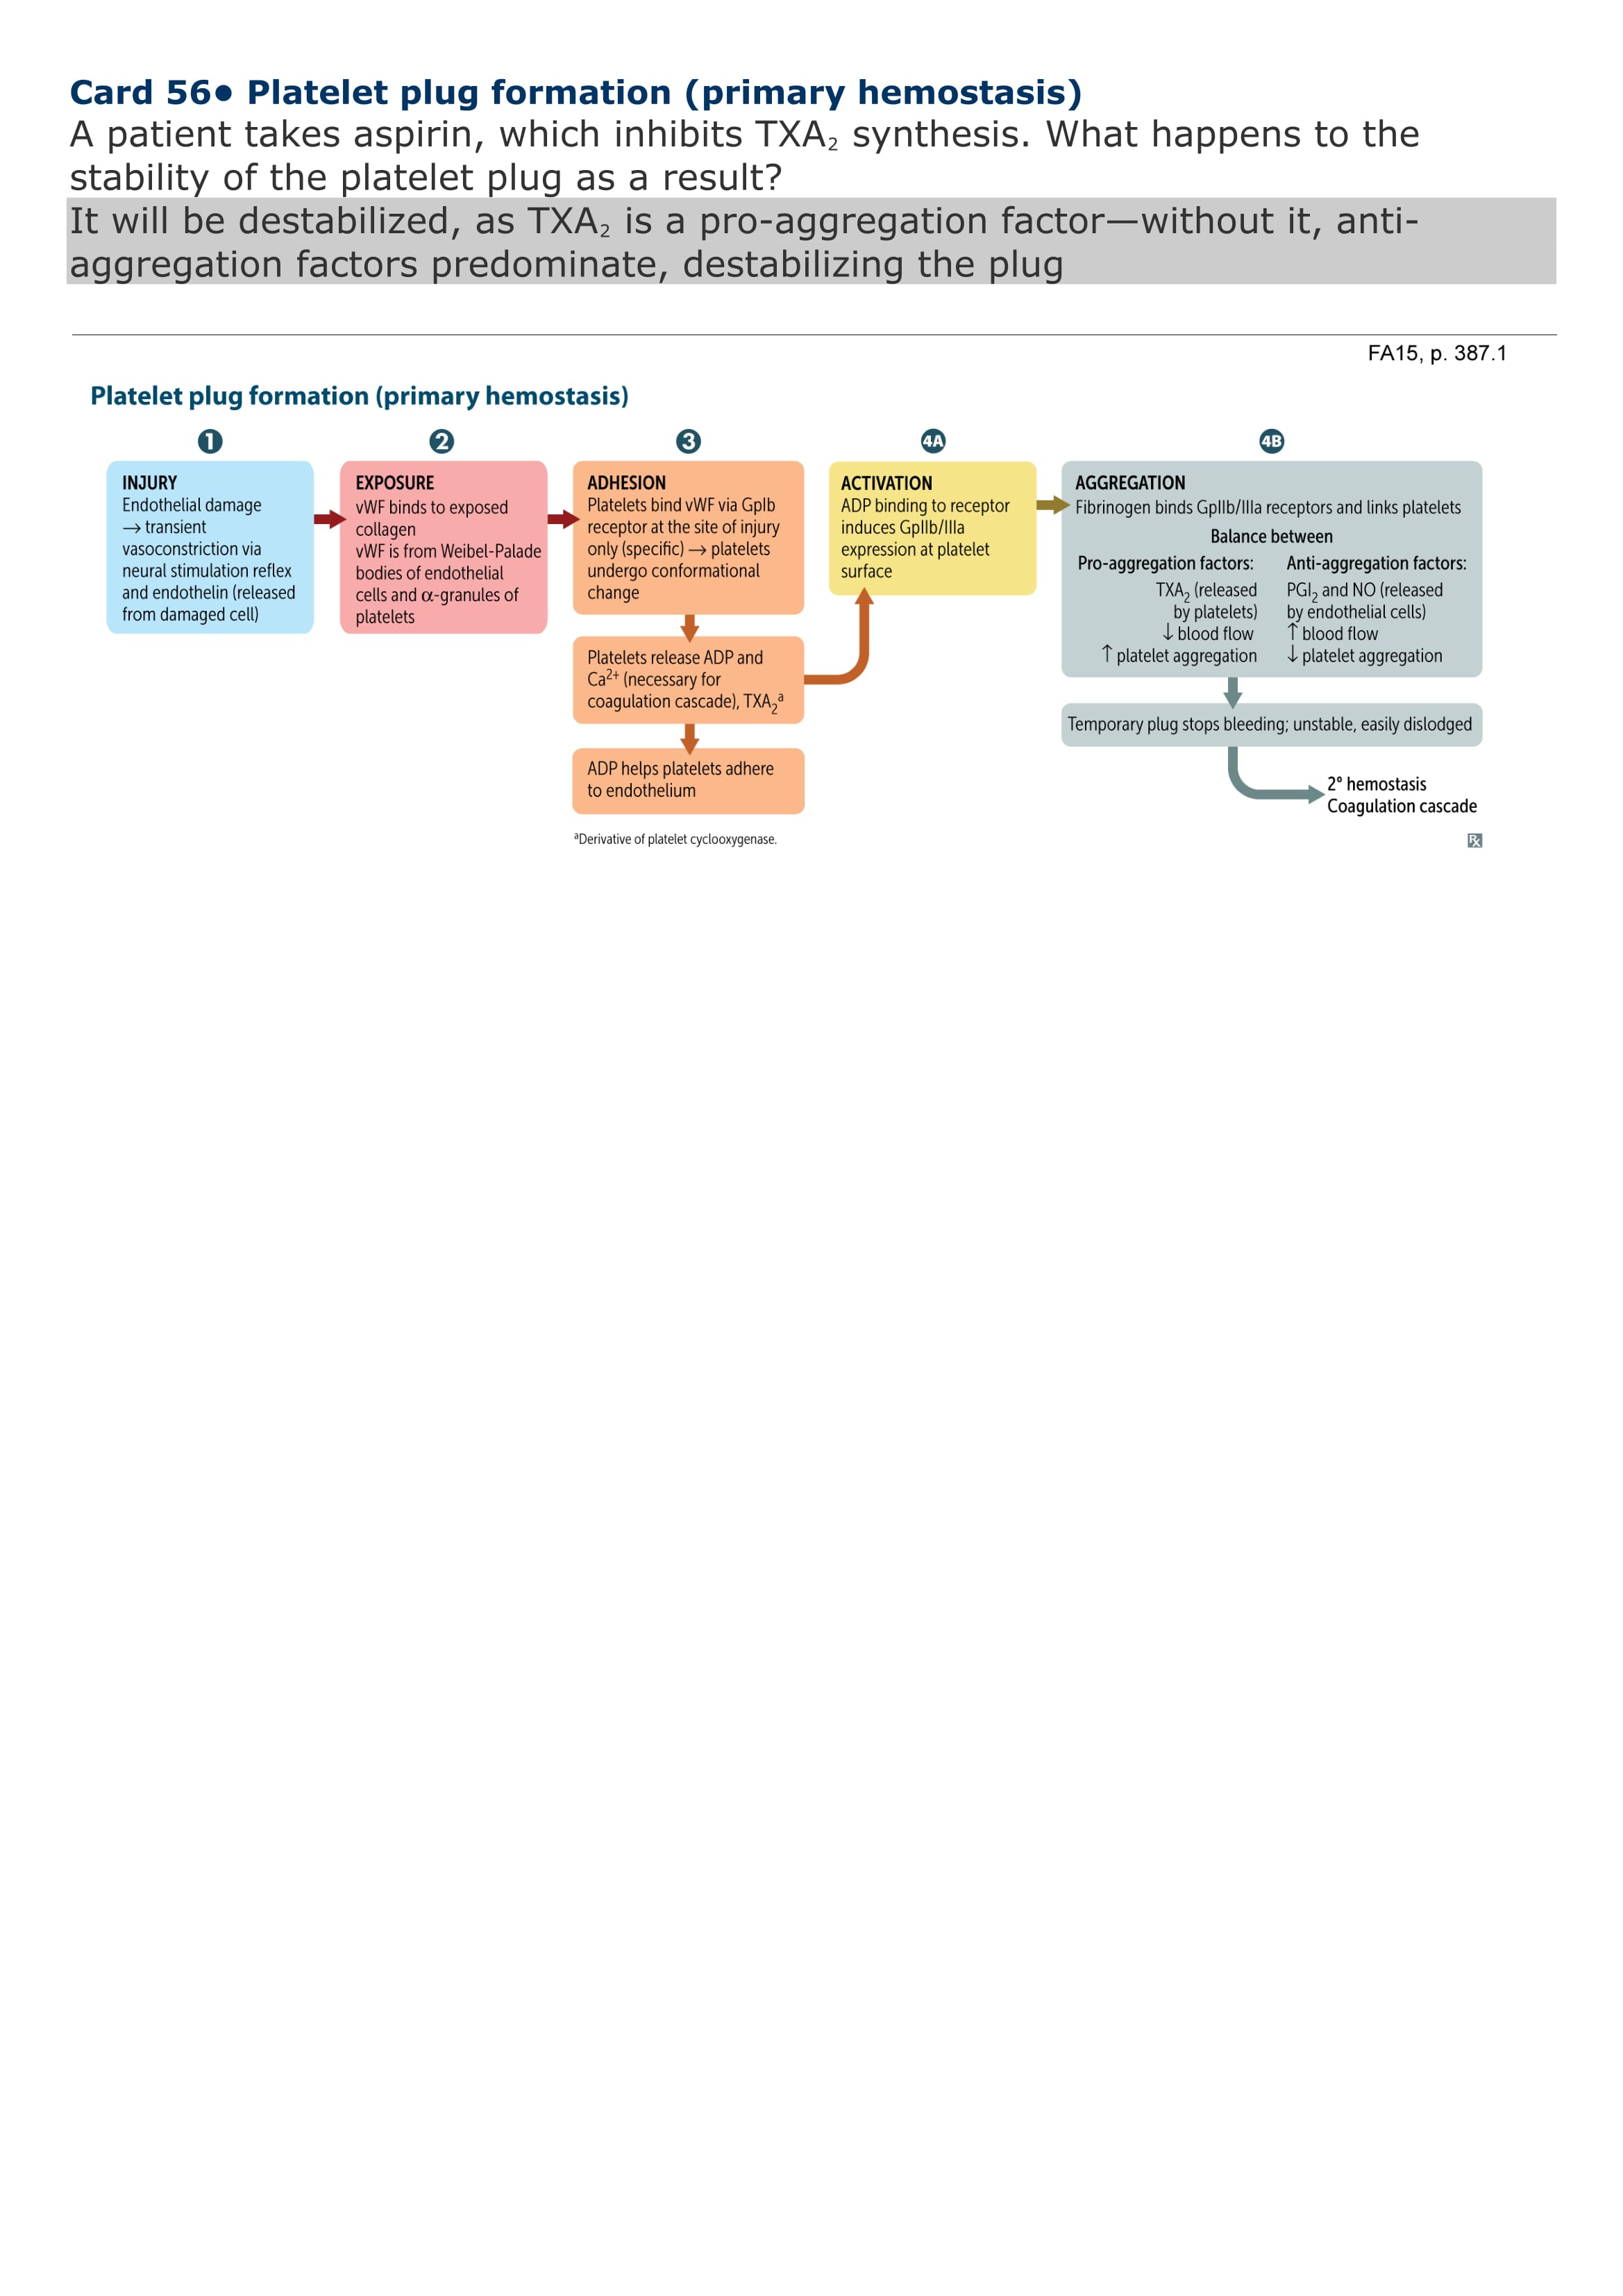 Card 56● Platelet plug formation (primary hemostasis)
A patient takes aspirin, which inhibits TXA₂ synthesis. What happens to the
stability of the platelet plug as a result?
It will be destabilized, as TXA₂ is a pro-aggregation factor—without it, anti-
aggregation factors predominate, destabilizing the plug
FA15, p. 387.1
Platelet plug formation (primary hemostasis)
1
INJURY
Endothelial damage
→ transient
vasoconstriction via
neural stimulation reflex
and endothelin (released
from damaged cell)
2
EXPOSURE
vWF binds to exposed
collagen
vWF is from Weibel-Palade
bodies of endothelial
cells and α-granules of
platelets
3
ADHESION
Platelets bind vWF via GpIb
receptor at the site of injury
only (specific) → platelets
undergo conformational
change
Platelets release ADP and
Ca²⁺ (necessary for
coagulation cascade), TXA₂ᵃ
ADP helps platelets adhere
to endothelium
ᵃDerivative of platelet cyclooxygenase.
4A
ACTIVATION
ADP binding to receptor
induces GpIIb/IIIa
expression at platelet
surface
4B
AGGREGATION
Fibrinogen binds GpIIb/IIIa receptors and links platelets
Balance between
Pro-aggregation factors:
TXA₂ (released
by platelets)
↓ blood flow
↑ platelet aggregation
Anti-aggregation factors:
PGI₂ and NO (released
by endothelial cells)
↑ blood flow
↓ platelet aggregation
Temporary plug stops bleeding; unstable, easily dislodged
2° hemostasis
Coagulation cascade
Rx